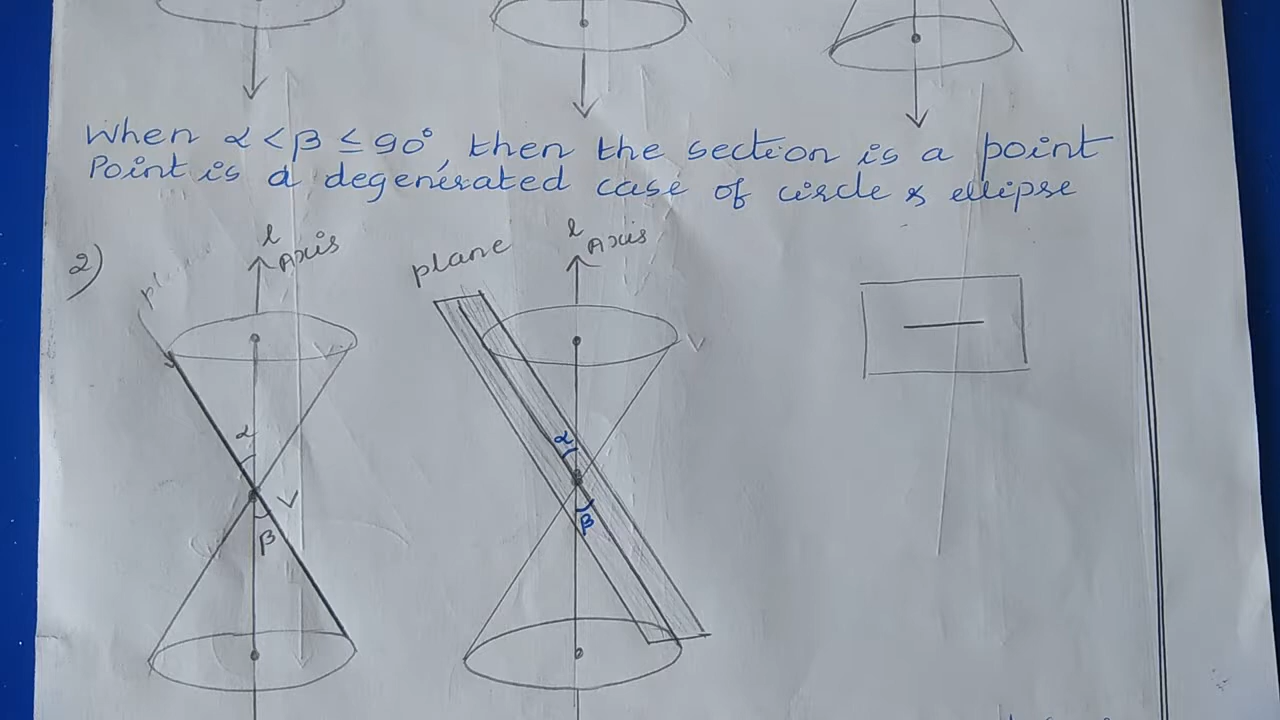 When α < β ≤ 90°, then the section is a point
Point is a degenerated case of circle & ellipse
2)
l
Axis
plane
l
Axis
α
β
α
β